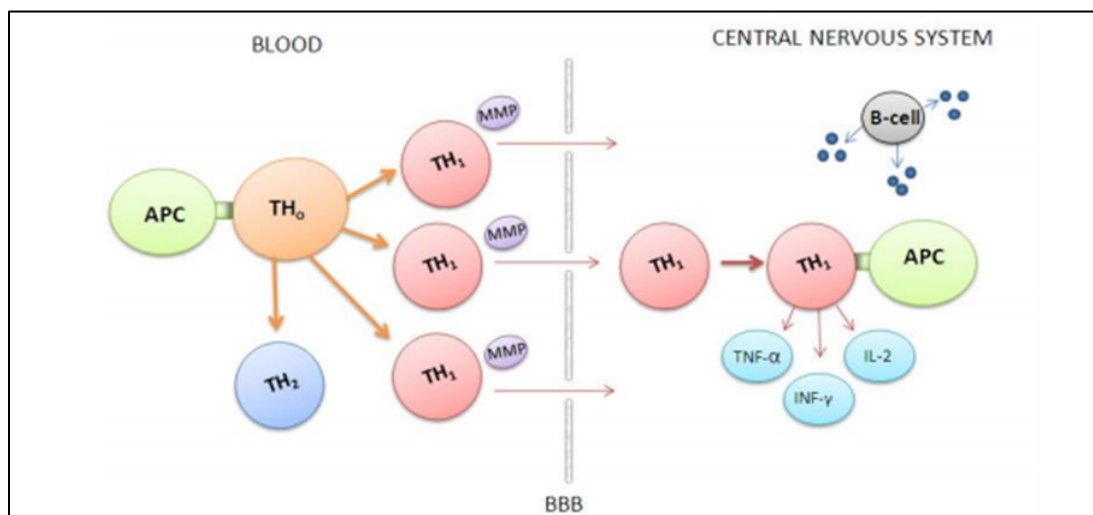 BLOOD
CENTRAL NERVOUS SYSTEM
MMP
TH₁
B-cell
APC
TH₀
MMP
TH₁
TH₁
TH₁
APC
MMP
TH₁
TH₂
TNF-α
IL-2
INF-γ
BBB